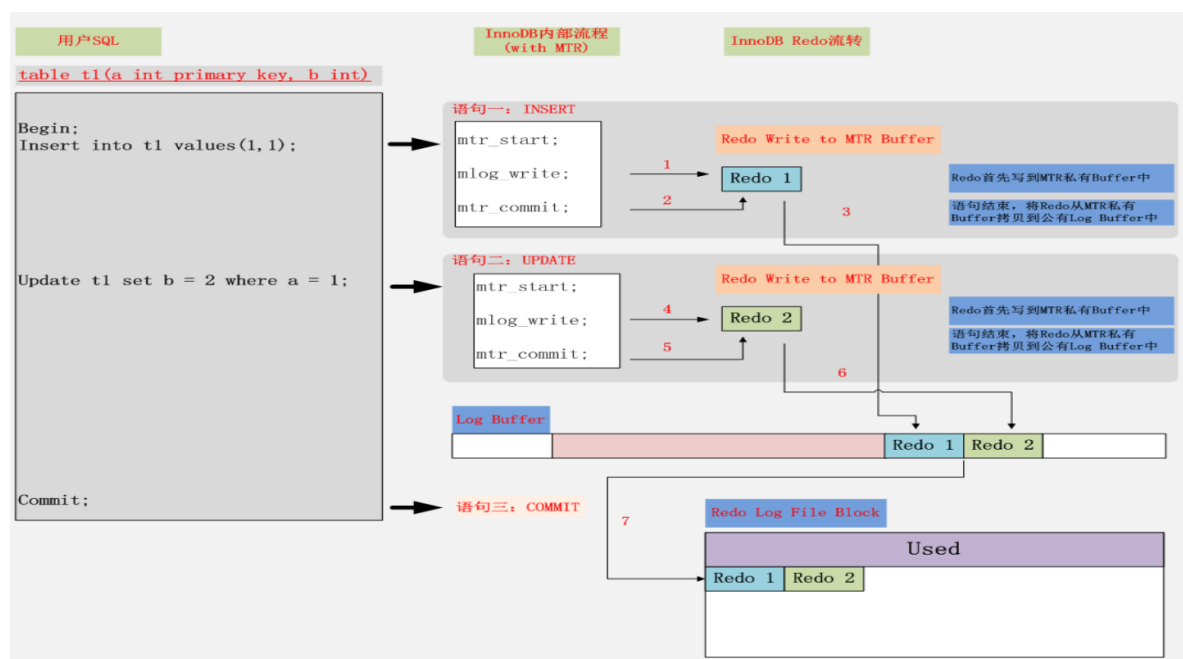 用户SQL
InnoDB内部流程
(with MTR)
InnoDB Redo流转
table t1(a int primary key, b int)
Begin;
Insert into t1 values(1,1);
Update t1 set b = 2 where a = 1;
Commit;
语句一：INSERT
mtr_start;
mlog_write;
mtr_commit;
1
2
Redo Write to MTR Buffer
Redo 1
3
Redo首先写到MTR私有Buffer中
语句结束，将Redo从MTR私有
Buffer拷贝到公有Log Buffer中
语句二：UPDATE
mtr_start;
mlog_write;
mtr_commit;
4
5
Redo Write to MTR Buffer
Redo 2
6
Redo首先写到MTR私有Buffer中
语句结束，将Redo从MTR私有
Buffer拷贝到公有Log Buffer中
Log Buffer
Redo 1
Redo 2
语句三：COMMIT
7
Redo Log File Block
Used
Redo 1
Redo 2